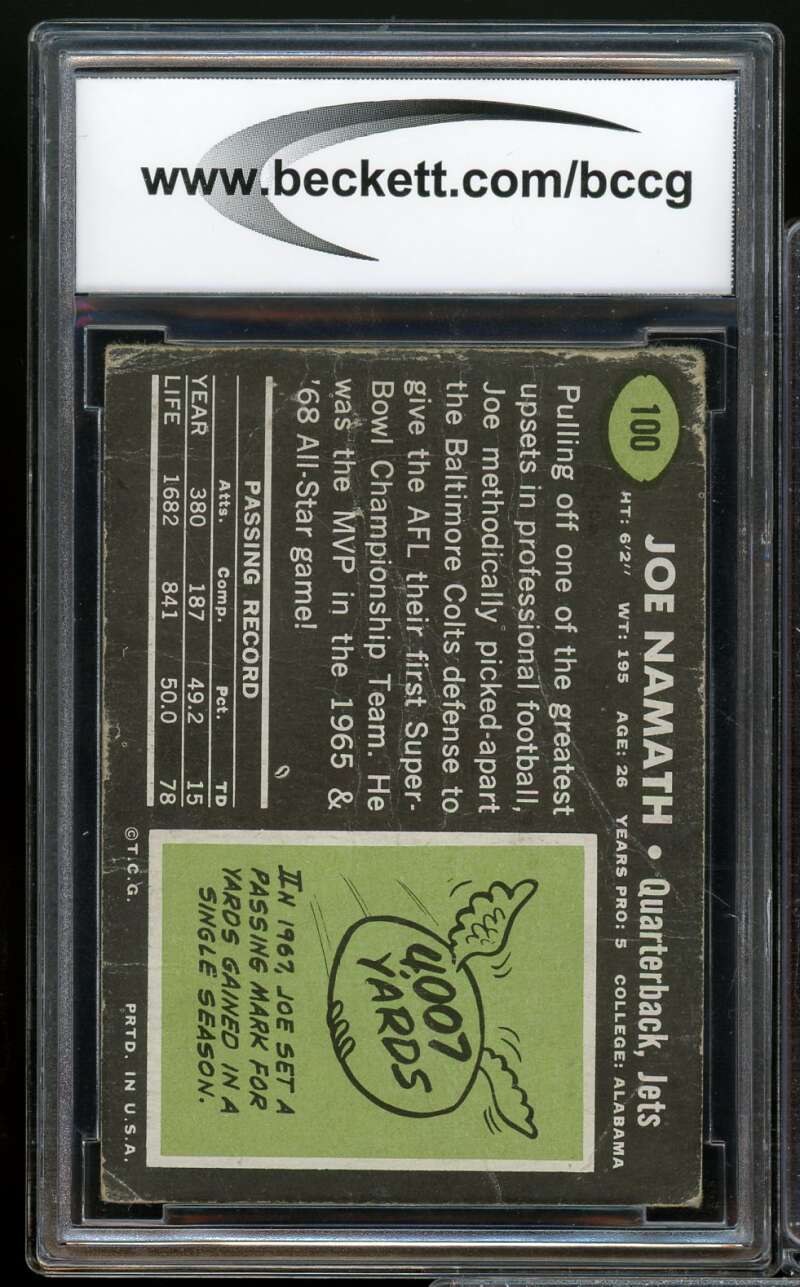 www.beckett.com/bccg
100
JOE NAMATH • Quarterback, Jets
HT: 6'2" WT: 195 AGE: 26 YEARS PRO: 5 COLLEGE: ALABAMA
Pulling off one of the greatest
upsets in professional football,
Joe methodically picked-apart
the Baltimore Colts defense to
give the AFL their first Super-
Bowl Championship Team. He
was the MVP in the 1965 &
'68 All-Star game!
PASSING RECORD
Atts. Comp. Pct. TD
YEAR 380 187 49.2 15
LIFE 1682 841 50.0 78
4,007
YARDS
IN 1967, JOE SET A
PASSING MARK FOR
YARDS GAINED IN A
SINGLE SEASON.
©T.C.G. PRTD. IN U.S.A.